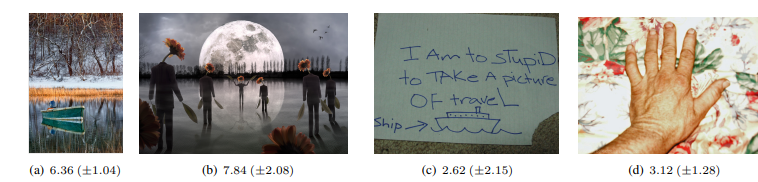 I Am to sTupiD
to TAKE A picture
OF traveL
Ship →
(a) 6.36 (±1.04)
(b) 7.84 (±2.08)
(c) 2.62 (±2.15)
(d) 3.12 (±1.28)